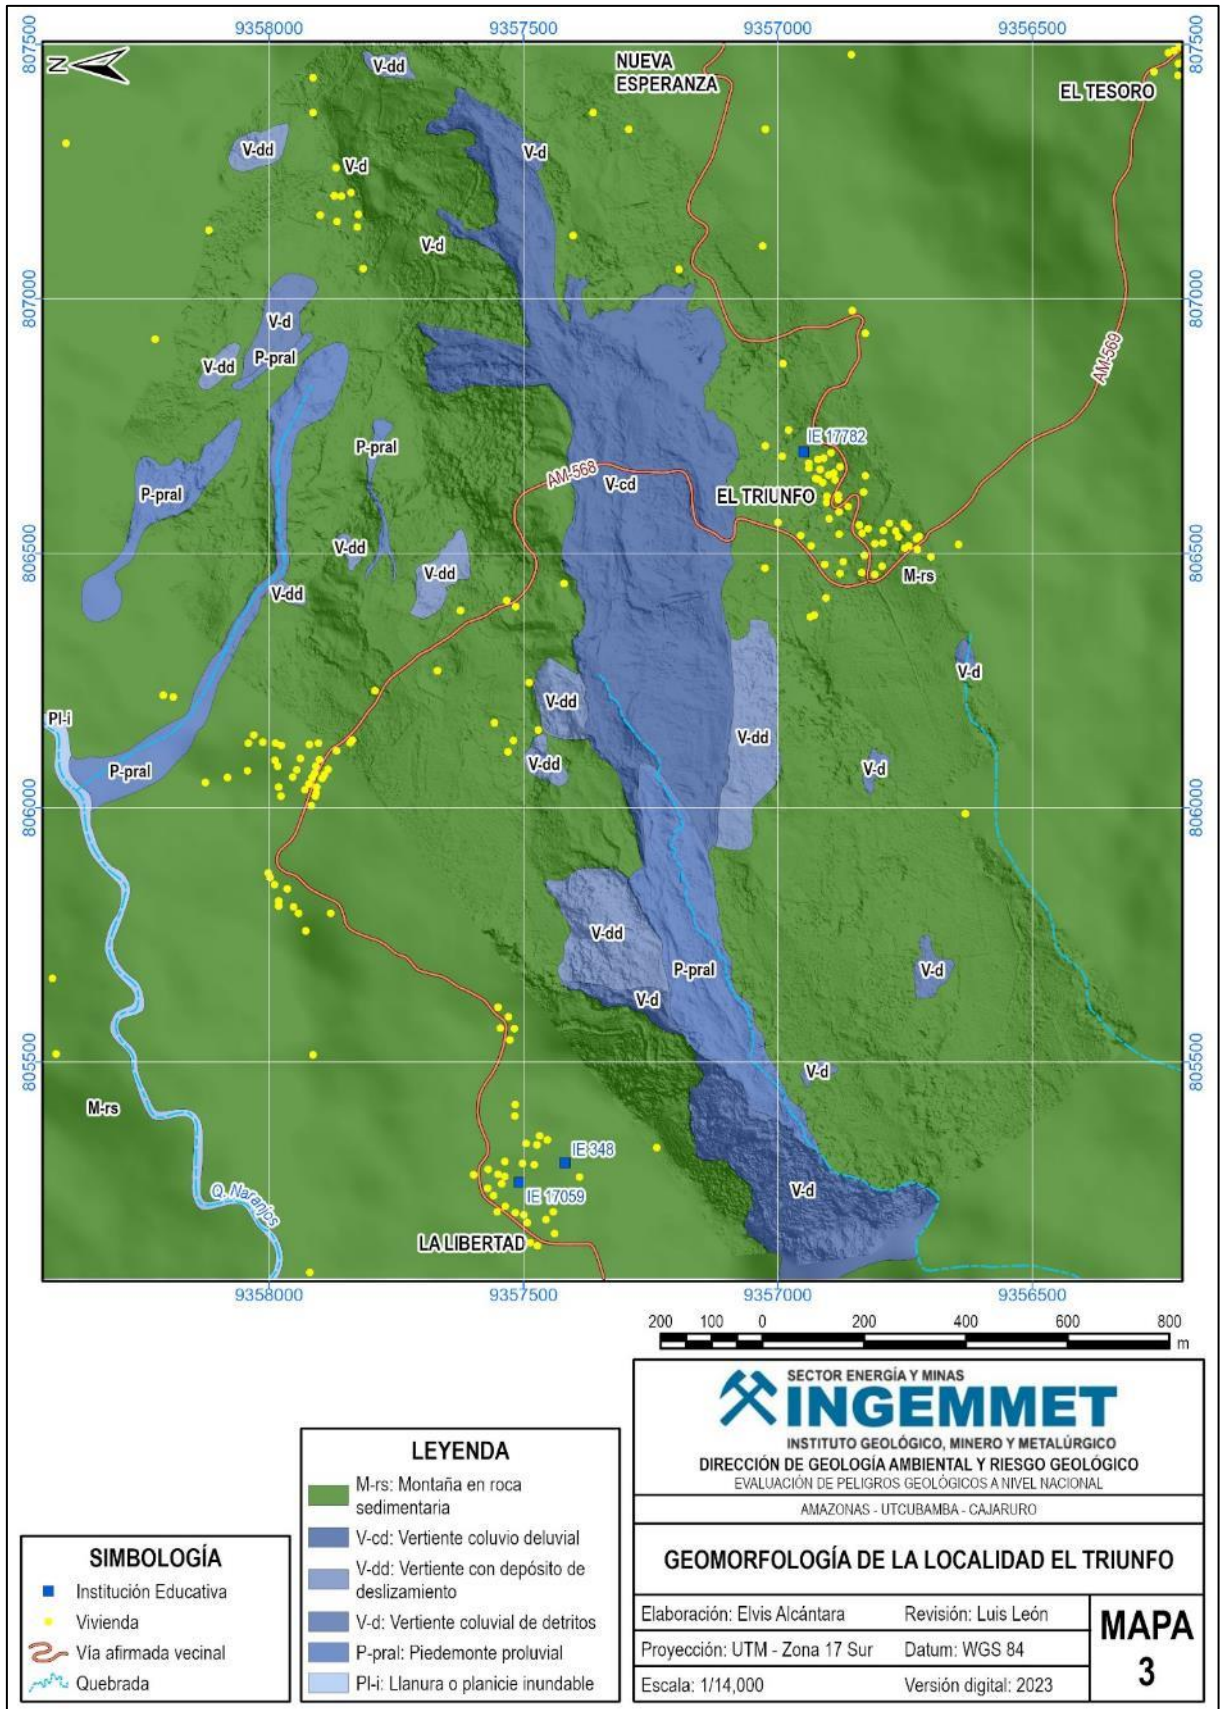 9358000
9357500
9357000
9356500
807500
807500
N
V-dd
NUEVA
ESPERANZA
EL TESORO
V-dd
V-d
V-d
V-d
807000
807000
V-d
V-dd
P-pral
AM-569
IE 17782
P-pral
AM-568
V-cd
EL TRIUNFO
P-pral
806500
806500
V-dd
V-dd
M-rs
V-dd
V-d
V-dd
Pl-i
V-dd
V-dd
V-d
P-pral
806000
806000
V-dd
P-pral
V-d
V-d
805500
805500
V-d
M-rs
IE 348
IE 17059
Q. Naranjos
V-d
LA LIBERTAD
9358000
9357500
9357000
9356500
200 100 0 200 400 600 800
m
SECTOR ENERGÍA Y MINAS
INGEMMET
INSTITUTO GEOLÓGICO, MINERO Y METALÚRGICO
DIRECCIÓN DE GEOLOGÍA AMBIENTAL Y RIESGO GEOLÓGICO
EVALUACIÓN DE PELIGROS GEOLÓGICOS A NIVEL NACIONAL
AMAZONAS - UTCUBAMBA - CAJARURO
GEOMORFOLOGÍA DE LA LOCALIDAD EL TRIUNFO
Elaboración: Elvis Alcántara
Revisión: Luis León
Proyección: UTM - Zona 17 Sur
Datum: WGS 84
Escala: 1/14,000
Versión digital: 2023
MAPA
3
LEYENDA
M-rs: Montaña en roca
sedimentaria
V-cd: Vertiente coluvio deluvial
V-dd: Vertiente con depósito de
deslizamiento
V-d: Vertiente coluvial de detritos
P-pral: Piedemonte proluvial
Pl-i: Llanura o planicie inundable
SIMBOLOGÍA
Institución Educativa
Vivienda
Vía afirmada vecinal
Quebrada